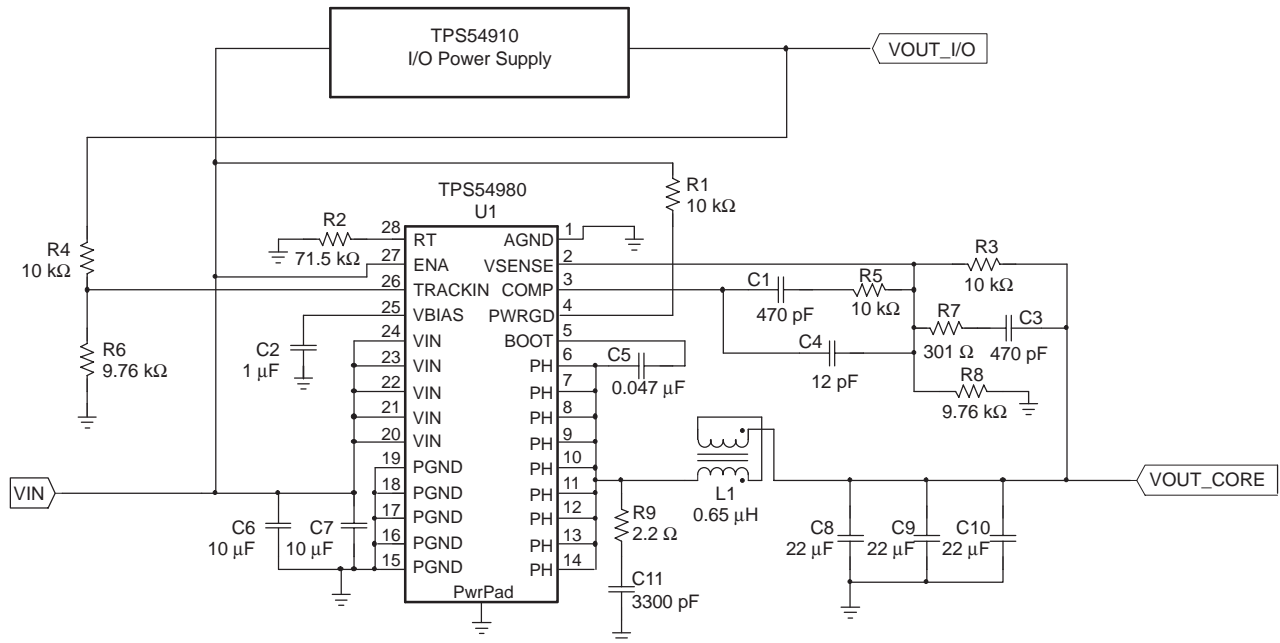 TPS54910
I/O Power Supply
VOUT_I/O
TPS54980
U1
R1
10 kΩ
R2
71.5 kΩ
R4
10 kΩ
R6
9.76 kΩ
C2
1 μF
28 RT
27 ENA
26 TRACKIN
25 VBIAS
24 VIN
23 VIN
22 VIN
21 VIN
20 VIN
19 PGND
18 PGND
17 PGND
16 PGND
15 PGND
AGND 1
VSENSE 2
COMP 3
PWRGD 4
BOOT 5
PH 6
PH 7
PH 8
PH 9
PH 10
PH 11
PH 12
PH 13
PH 14
PwrPad
C1
470 pF
R5
10 kΩ
R3
10 kΩ
R7
301 Ω
C3
470 pF
C4
12 pF
R8
9.76 kΩ
C5
0.047 μF
L1
0.65 μH
VIN
C6
10 μF
C7
10 μF
R9
2.2 Ω
C11
3300 pF
C8
22 μF
C9
22 μF
C10
22 μF
VOUT_CORE